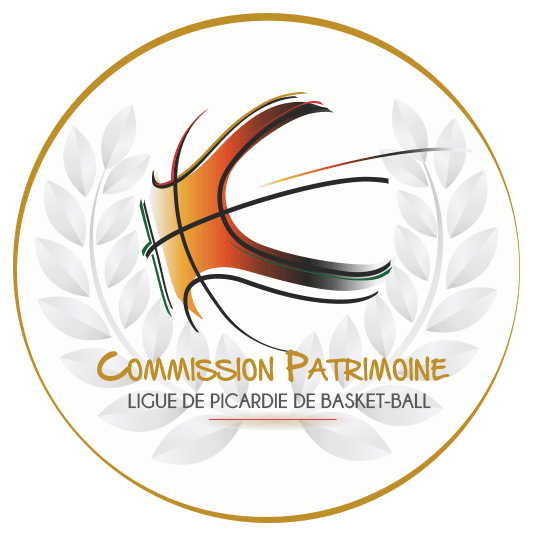 Commission Patrimoine
LIGUE DE PICARDIE DE BASKET-BALL